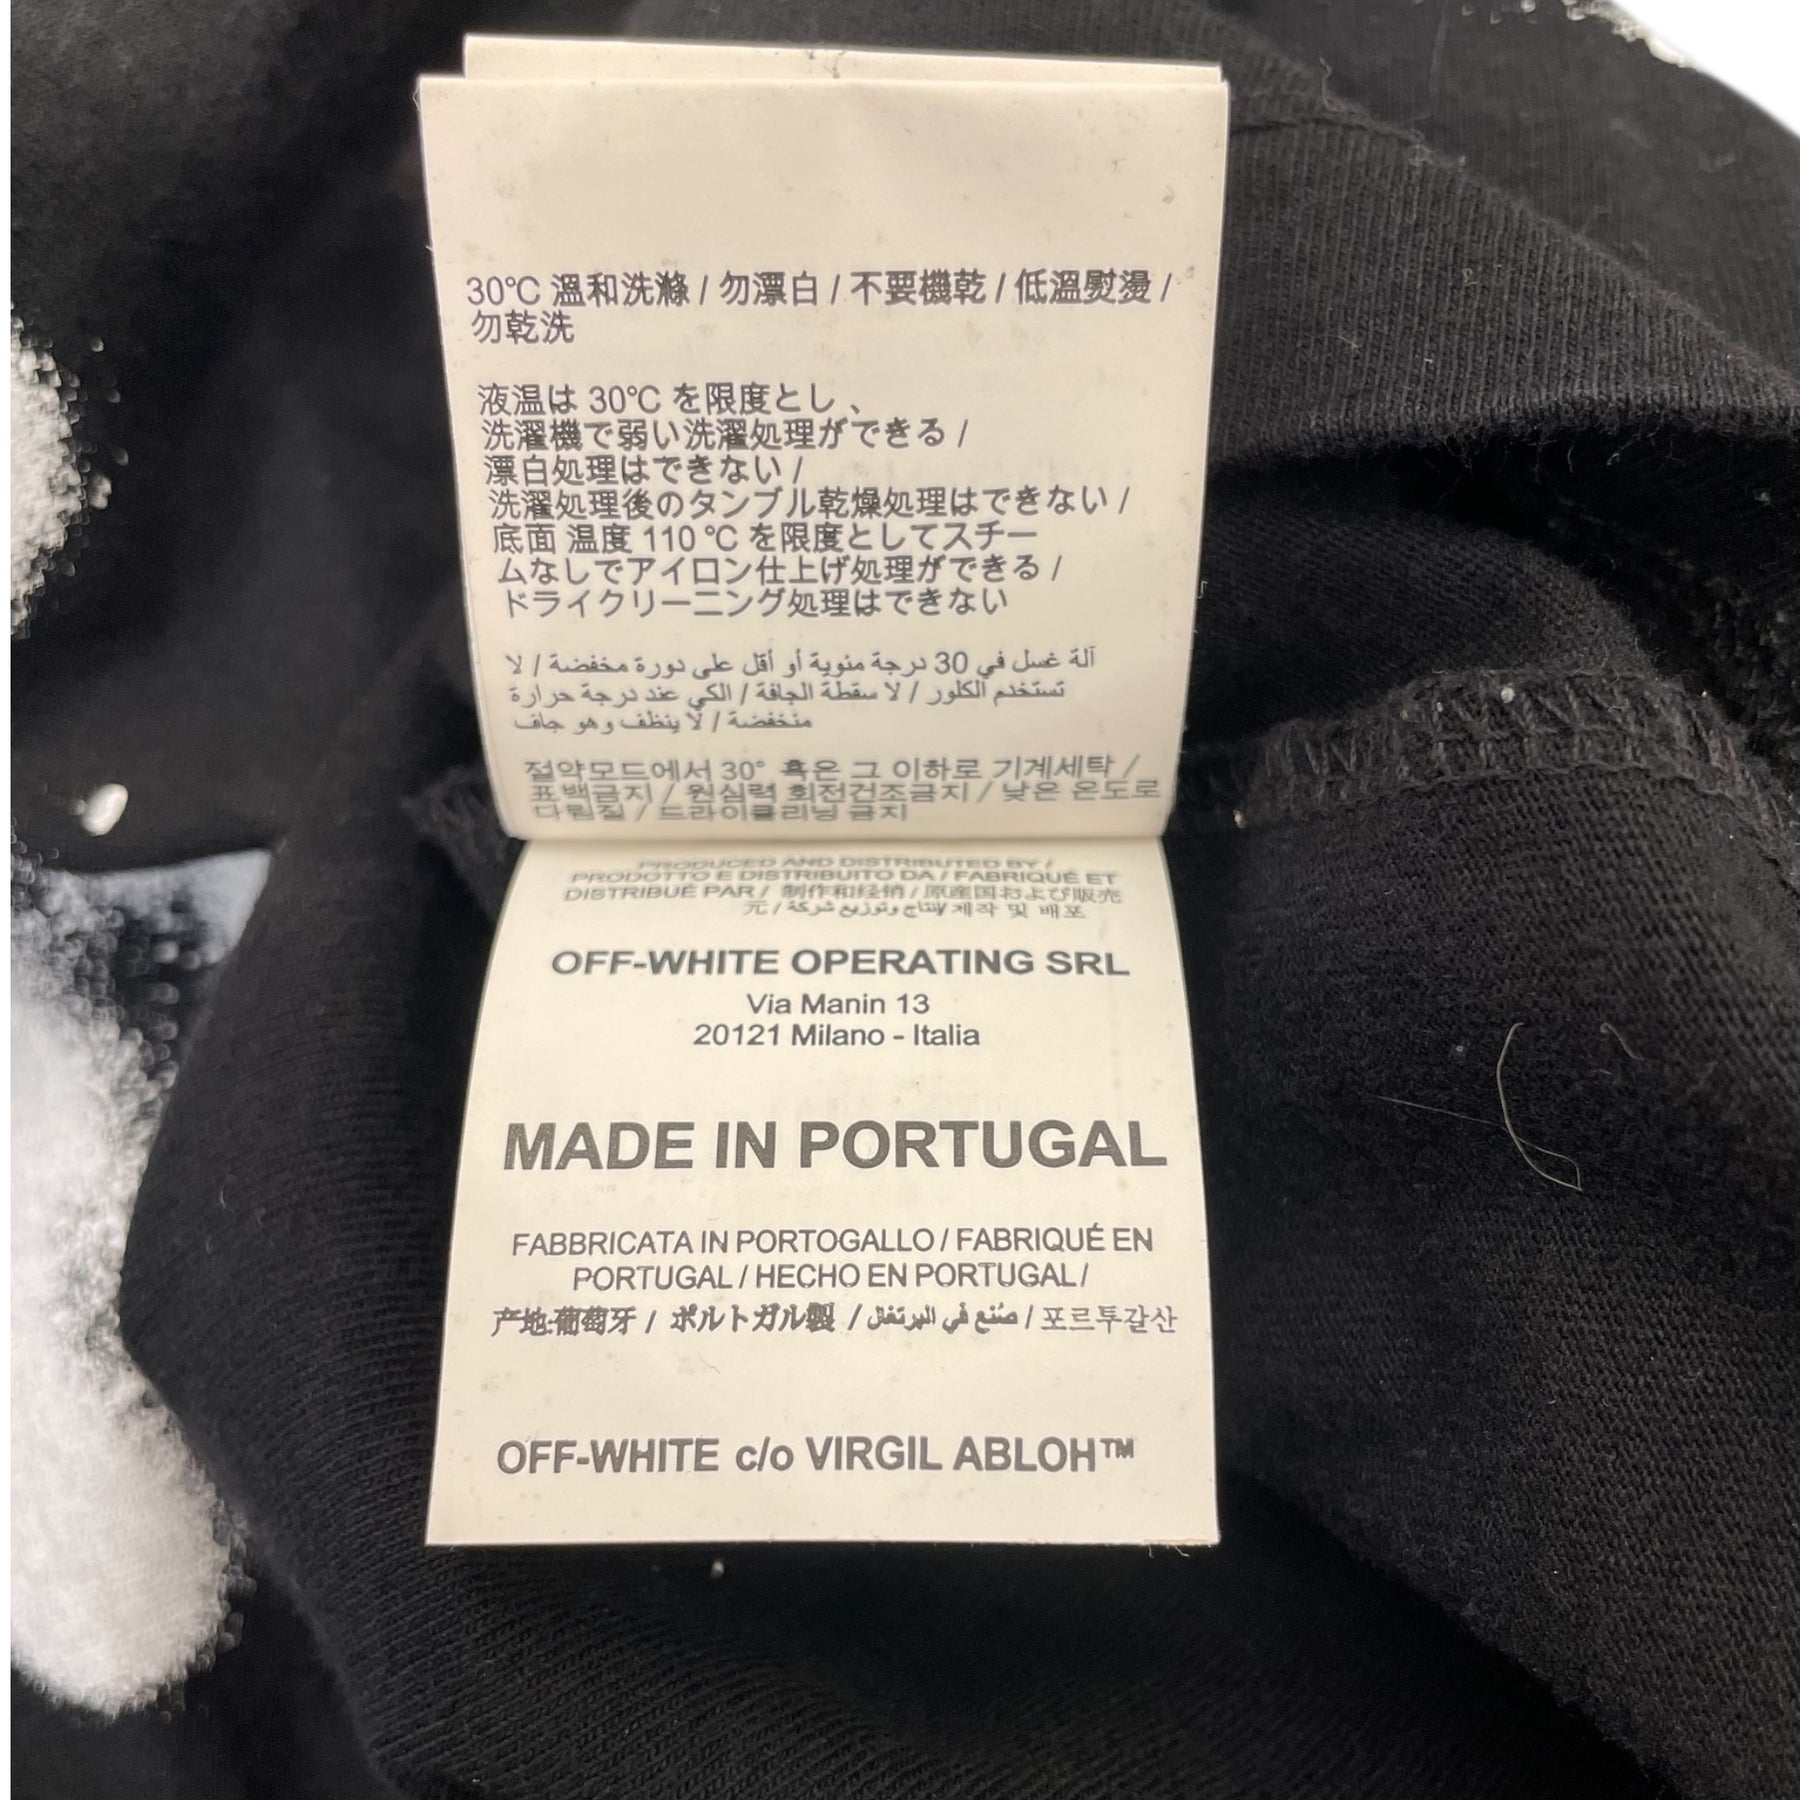 30℃ 溫和洗滌 / 勿漂白 / 不要機乾 / 低溫熨燙 /
勿乾洗
液温は 30℃ を限度とし 、
洗濯機で弱い洗濯処理ができる /
漂白処理はできない /
洗濯処理後のタンブル乾燥処理はできない /
底面 温度 110 ℃ を限度としてスチー
ムなしでアイロン仕上げ処理ができる /
ドライクリーニング処理はできない
آلة غسل في 30 درجة مئوية أو أقل على دورة مخفضة / لا
تستخدم الكلور / لا سقطة الجافة / الكي عند درجة حرارة
منخفضة / لا ينظف وهو جاف
절약모드에서 30° 혹은 그 이하로 기계세탁 /
표백금지 / 원심력 회전건조금지 / 낮은 온도로
다림질 / 드라이클리닝 금지
PRODUCED AND DISTRIBUTED BY /
PRODOTTO E DISTRIBUITO DA / FABRIQUÉ ET
DISTRIBUÉ PAR / 制作和经销 / 原産国および販売
元 / إنتاج وتوزيع شركة / 제작 및 배포
OFF-WHITE OPERATING SRL
Via Manin 13
20121 Milano - Italia
MADE IN PORTUGAL
FABBRICATA IN PORTOGALLO / FABRIQUÉ EN
PORTUGAL / HECHO EN PORTUGAL /
产地:葡萄牙 / ポルトガル製 / صُنع في البرتغال / 포르투갈산
OFF-WHITE c/o VIRGIL ABLOH™